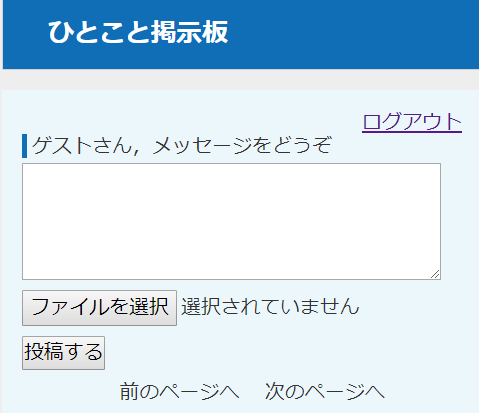 ひとこと掲示板
ログアウト
ゲストさん，メッセージをどうぞ
ファイルを選択 選択されていません
投稿する
前のページへ 次のページへ